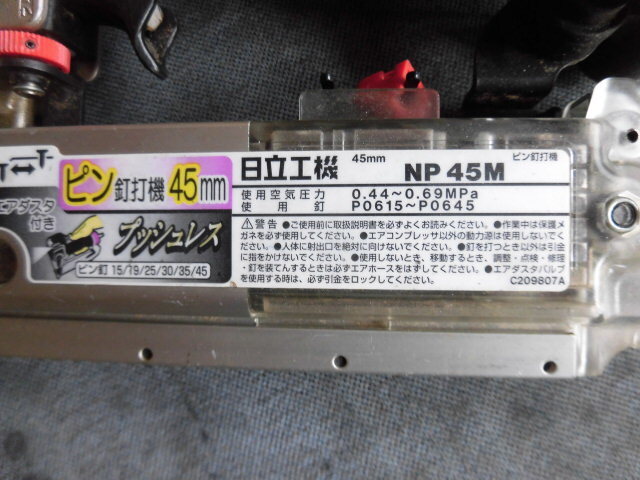 T↔T
ピン釘打機 45mm
エアダスタ
付き
プッシュレス
ピン釘 15/19/25/30/35/45
日立工機 45mm NP 45M ピン釘打機
使用空気圧力 0.44~0.69MPa
使用釘 P0615~P0645
⚠警告 ●ご使用前に取扱説明書を必ずよくお読みください。●作業中は保護メ
ガネを必ず使用してください。●エアコンプレッサ以外の動力源は使用しないでく
ださい。●人体に射出口を絶対に向けないでください。●釘を打つとき以外は引金
に指をかけないでください。●使用しないとき、移動するとき、調整・点検・修理
・釘を装てんするときは必ずエアホースをはずしてください。●エアダスタバルブ
を使用する時は、必ず引金をロックしてください。 C209807A